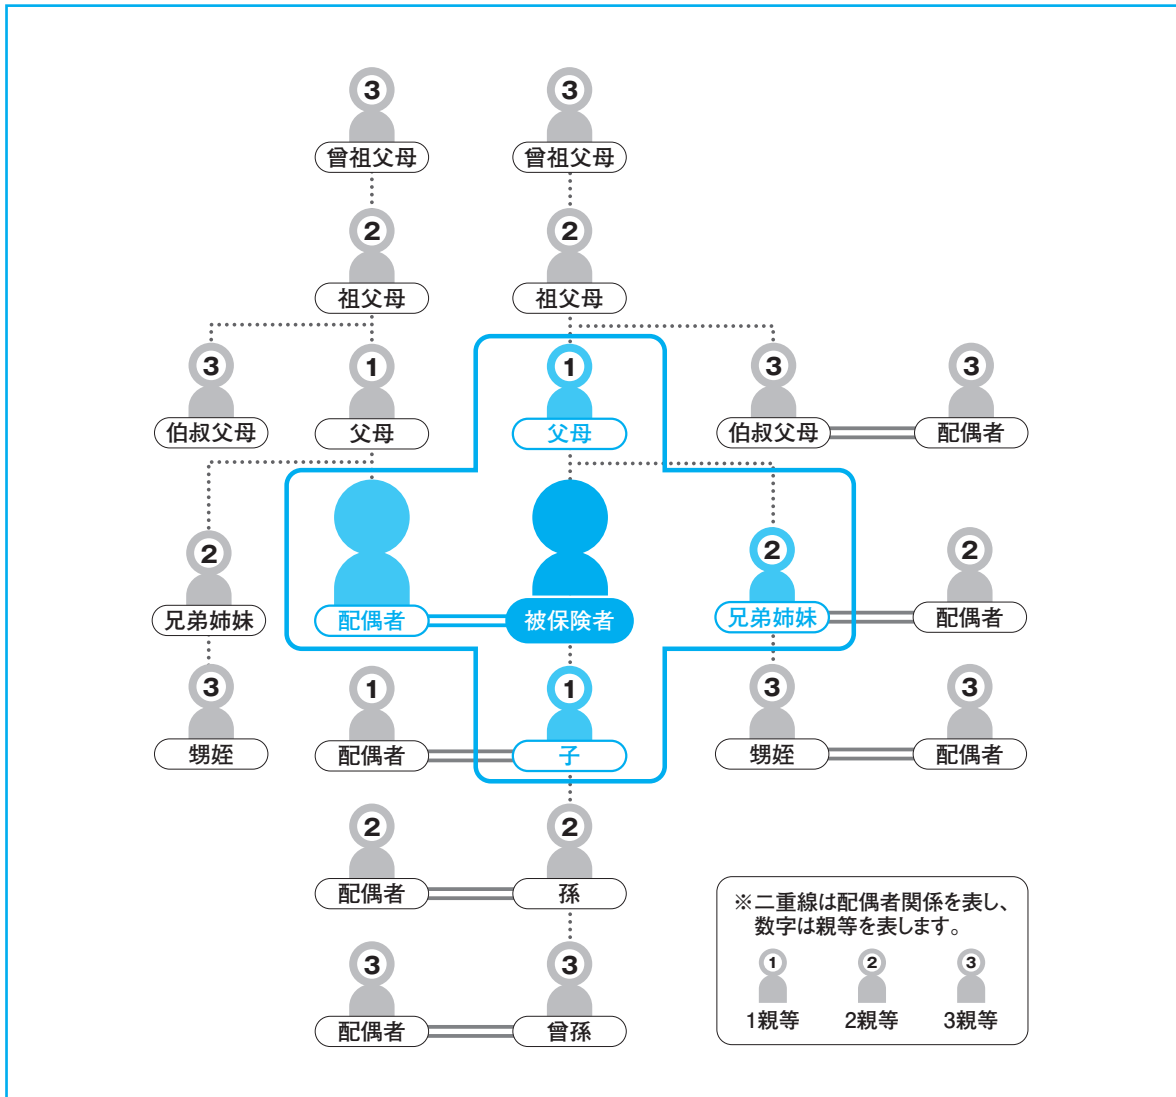 3 3
曾祖父母 曾祖父母
2 2
祖父母 祖父母
3 1 1 3 3
伯叔父母 父母 父母 伯叔父母 配偶者
2 2 2
兄弟姉妹 配偶者 被保険者 兄弟姉妹 配偶者
3 1 1 3 3
甥姪 配偶者 子 甥姪 配偶者
2 2
配偶者 孫
3 3
配偶者 曾孫
※二重線は配偶者関係を表し、
数字は親等を表します。
1 2 3
1親等 2親等 3親等